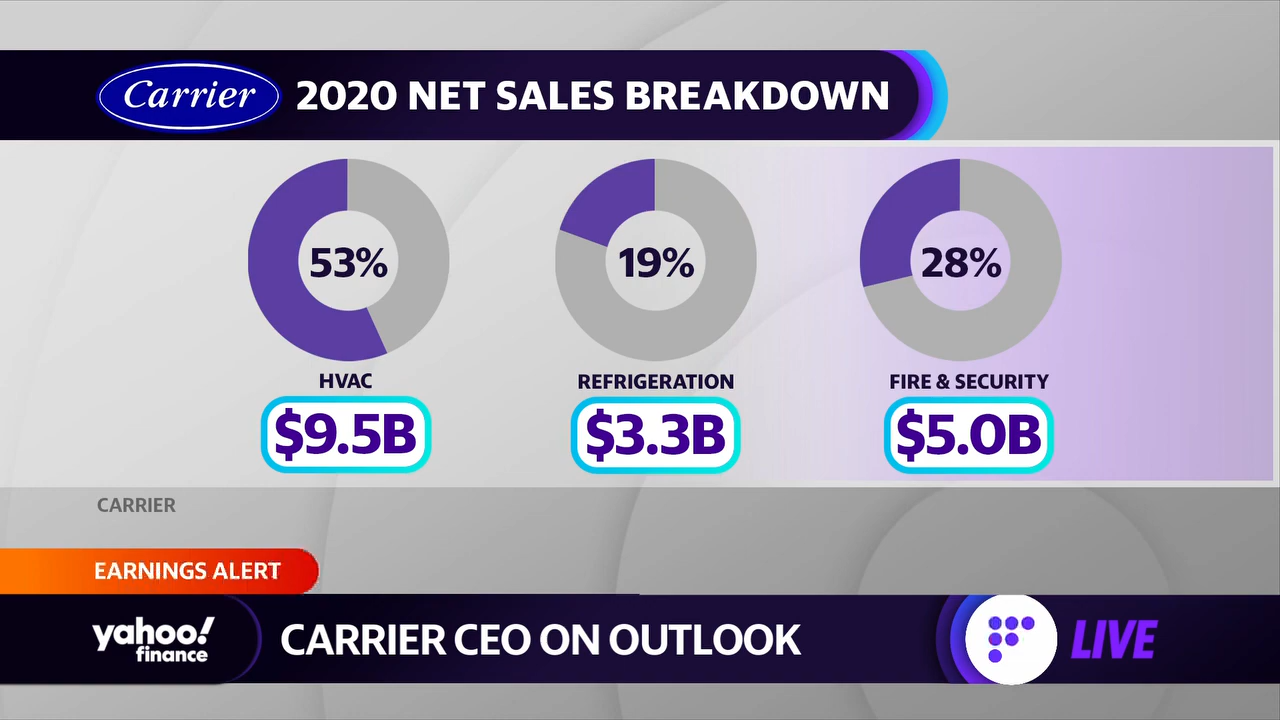 Carrier
2020 NET SALES BREAKDOWN
53%
19%
28%
HVAC
REFRIGERATION
FIRE & SECURITY
$9.5B
$3.3B
$5.0B
CARRIER
EARNINGS ALERT
yahoo!
finance
CARRIER CEO ON OUTLOOK
LIVE